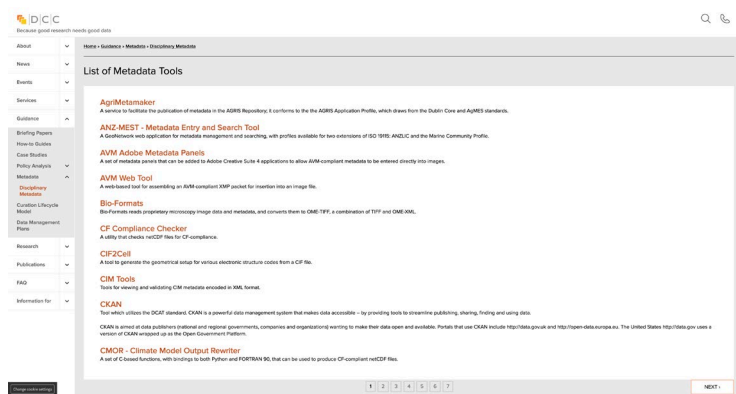 DCC
Because good research needs good data
About
News
Events
Services
Guidance
Briefing Papers
How-to Guides
Case Studies
Policy Analysis
Metadata
Disciplinary
Metadata
Curation Lifecycle
Model
Data Management
Plans
Research
Publications
FAQ
Information for
Change cookie settings
Home » Guidance » Metadata » Disciplinary Metadata
List of Metadata Tools
AgriMetamaker
A service to facilitate the publication of metadata in the AGRIS Repository; it conforms to the the AGRIS Application Profile, which draws from the Dublin Core and AgMES standards.
ANZ-MEST - Metadata Entry and Search Tool
A GeoNetwork web application for metadata management and searching, with profiles available for two extensions of ISO 19115: ANZLIC and the Marine Community Profile.
AVM Adobe Metadata Panels
A set of metadata panels that can be added to Adobe Creative Suite 4 applications to allow AVM-compliant metadata to be entered directly into images.
AVM Web Tool
A web-based tool for assembling an AVM-compliant XMP packet for insertion into an image file.
Bio-Formats
Bio-Formats reads proprietary microscopy image data and metadata, and converts them to OME-TIFF, a combination of TIFF and OME-XML.
CF Compliance Checker
A utility that checks netCDF files for CF-compliance.
CIF2Cell
A tool to generate the geometrical setup for various electronic structure codes from a CIF file.
CIM Tools
Tools for viewing and validating CIM metadata encoded in XML format.
CKAN
Tool which utilizes the DCAT standard. CKAN is a powerful data management system that makes data accessible – by providing tools to streamline publishing, sharing, finding and using data.
CKAN is aimed at data publishers (national and regional governments, companies and organizations) wanting to make their data open and available. Portals that use CKAN include http://data.gov.uk and http://open-data.europa.eu. The United States http://data.gov uses a
version of CKAN wrapped up as the Open Government Platform.
CMOR - Climate Model Output Rewriter
A set of C-based functions, with bindings to both Python and FORTRAN 90, that can be used to produce CF-compliant netCDF files.
1 2 3 4 5 6 7
NEXT ›